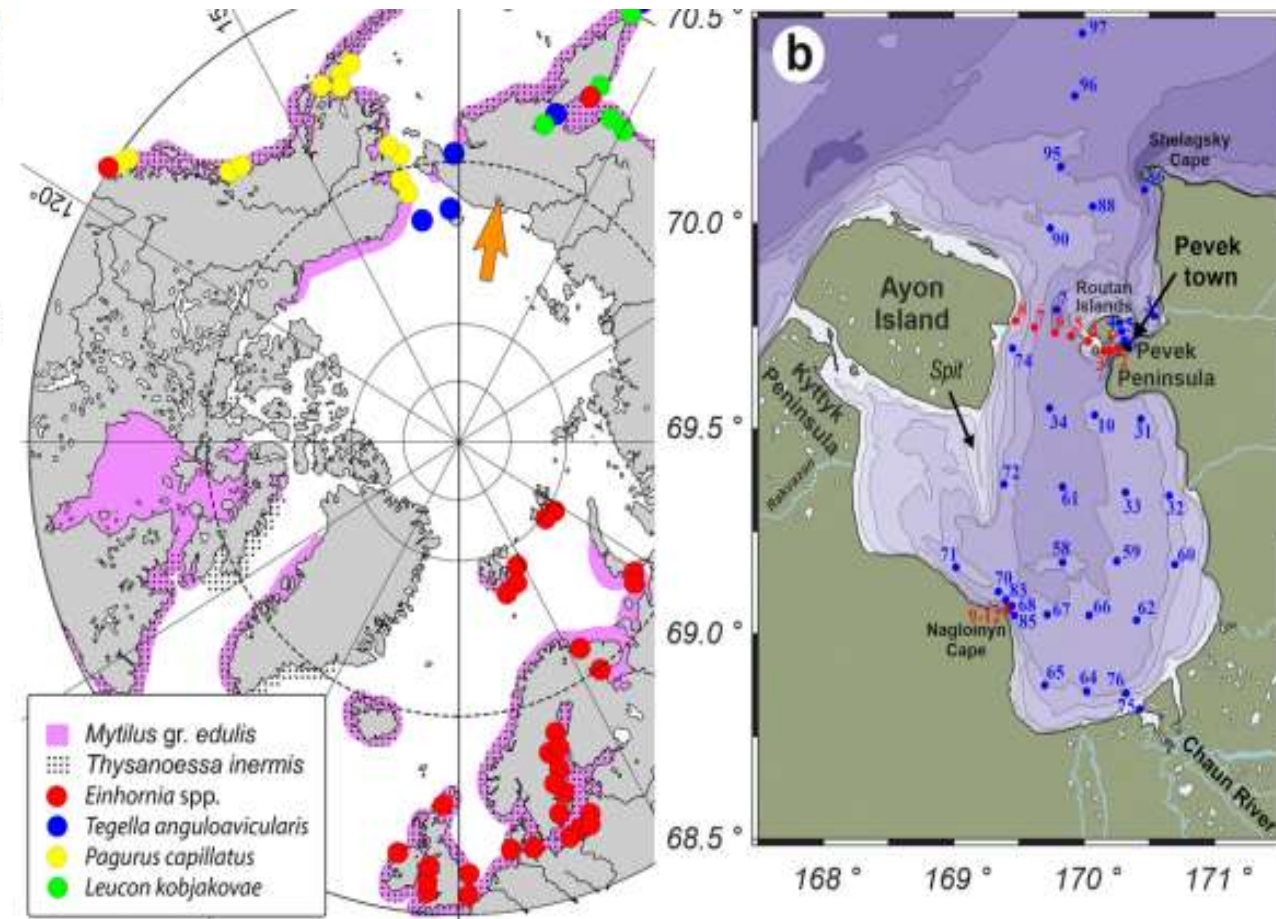 15
120°
Mytilus gr. edulis
Thysanoessa inermis
Einhornia spp.
Tegella anguloavicularis
Pagurus capillatus
Leucon kobjakovae
70.5 °
70.0 °
69.5 °
69.0 °
68.5 °
b
97
96
Shelagsky
Cape
95
88
90
Pevek
town
Routan
Islands
Ayon
Island
Pevek
Peninsula
Spit
74
Kyttyk
Peninsula
34
10
31
Rakvazan
72
61
33
32
58
59
60
71
70
83
68
9-12
85
67
66
62
Nagloinyn
Cape
65
64
76
75
Chaun River
168 °
169 °
170 °
171 °